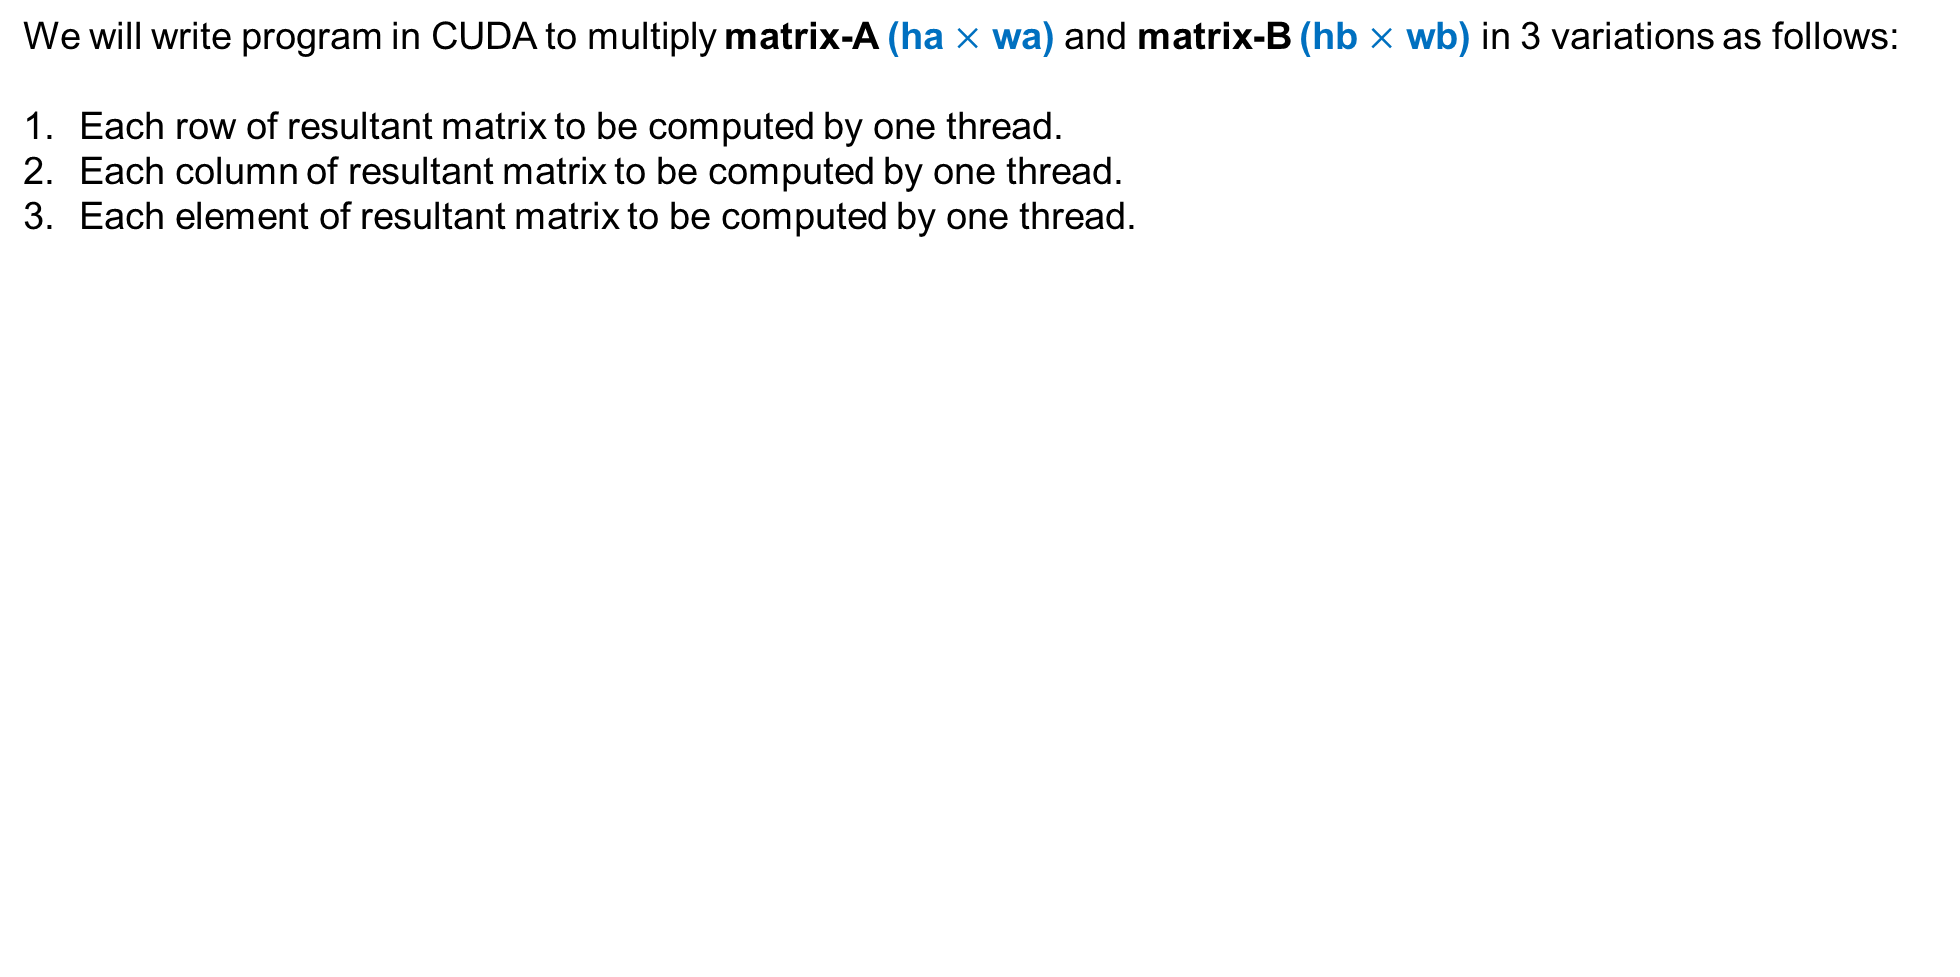 We will write program in CUDA to multiply matrix-A (ha × wa) and matrix-B (hb × wb) in 3 variations as follows:
1. Each row of resultant matrix to be computed by one thread.
2. Each column of resultant matrix to be computed by one thread.
3. Each element of resultant matrix to be computed by one thread.